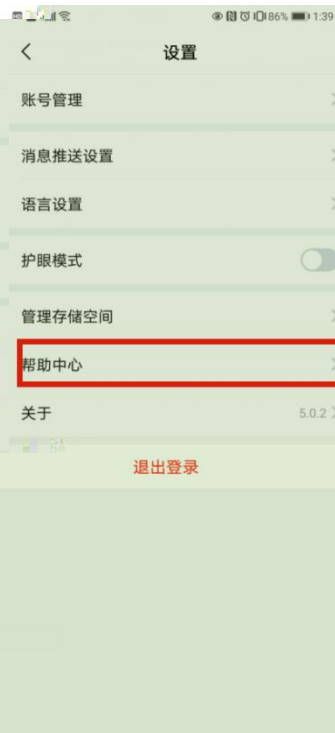 86% 1:39
设置
账号管理
消息推送设置
语言设置
护眼模式
管理存储空间
帮助中心
关于 5.0.2
退出登录